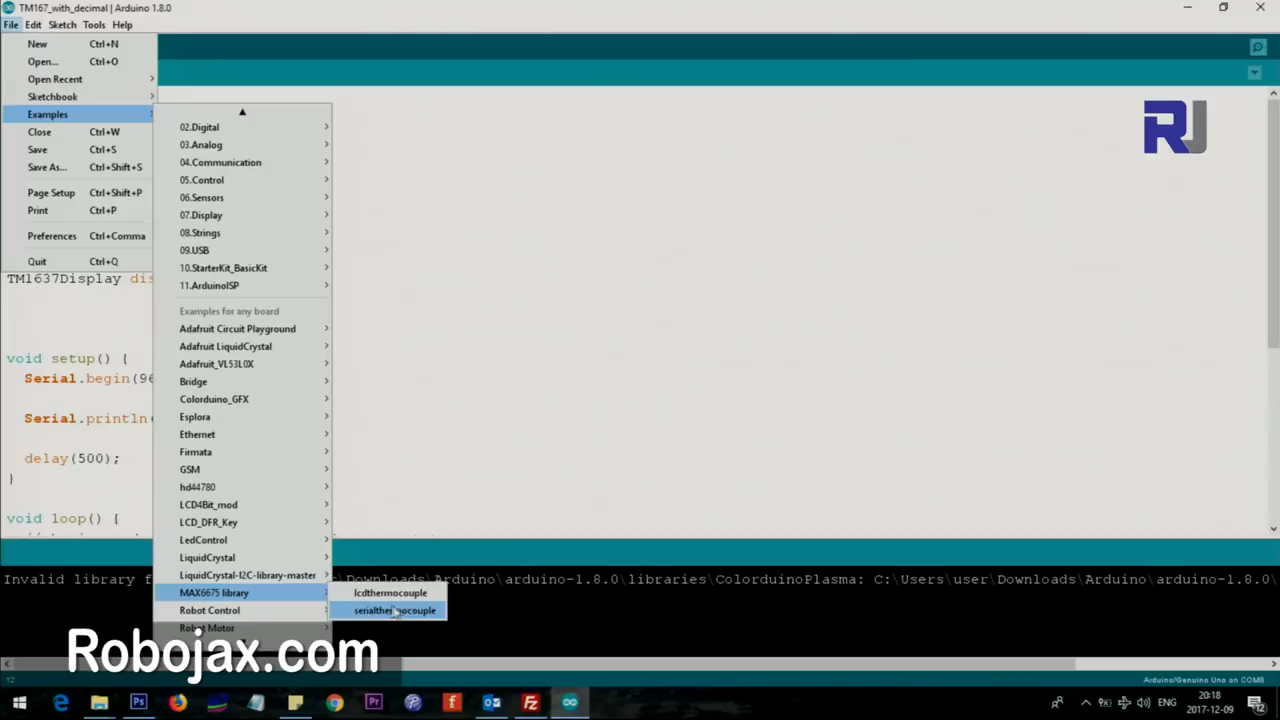 TM167_with_decimal | Arduino 1.8.0
File Edit Sketch Tools Help
New Ctrl+N
Open... Ctrl+O
Open Recent
Sketchbook
Examples
Close Ctrl+W
Save Ctrl+S
Save As... Ctrl+Shift+S
Page Setup Ctrl+Shift+P
Print Ctrl+P
Preferences Ctrl+Comma
Quit Ctrl+Q
02.Digital
03.Analog
04.Communication
05.Control
06.Sensors
07.Display
08.Strings
09.USB
10.StarterKit_BasicKit
11.ArduinoISP
Examples for any board
Adafruit Circuit Playground
Adafruit LiquidCrystal
Adafruit_VL53L0X
Bridge
Colorduino_GFX
Esplora
Ethernet
Firmata
GSM
hd44780
LCD4Bit_mod
LCD_DFR_Key
LedControl
LiquidCrystal
LiquidCrystal-I2C-library-master
MAX6675 library
Robot Control
Robot Motor
lcdthermocouple
serialthermocouple
RJ
TM1637Display dis
void setup() {
Serial.begin(96
Serial.println
delay(500);
}
void loop() {
Invalid library f
\Downloads\Arduino\arduino-1.8.0\libraries\ColorduinoPlasma: C:\Users\user\Downloads\Arduino\arduino-1.8.0\
Robojax.com
12
Arduino/Genuino Uno on COM8
ENG
20:18
2017-12-09